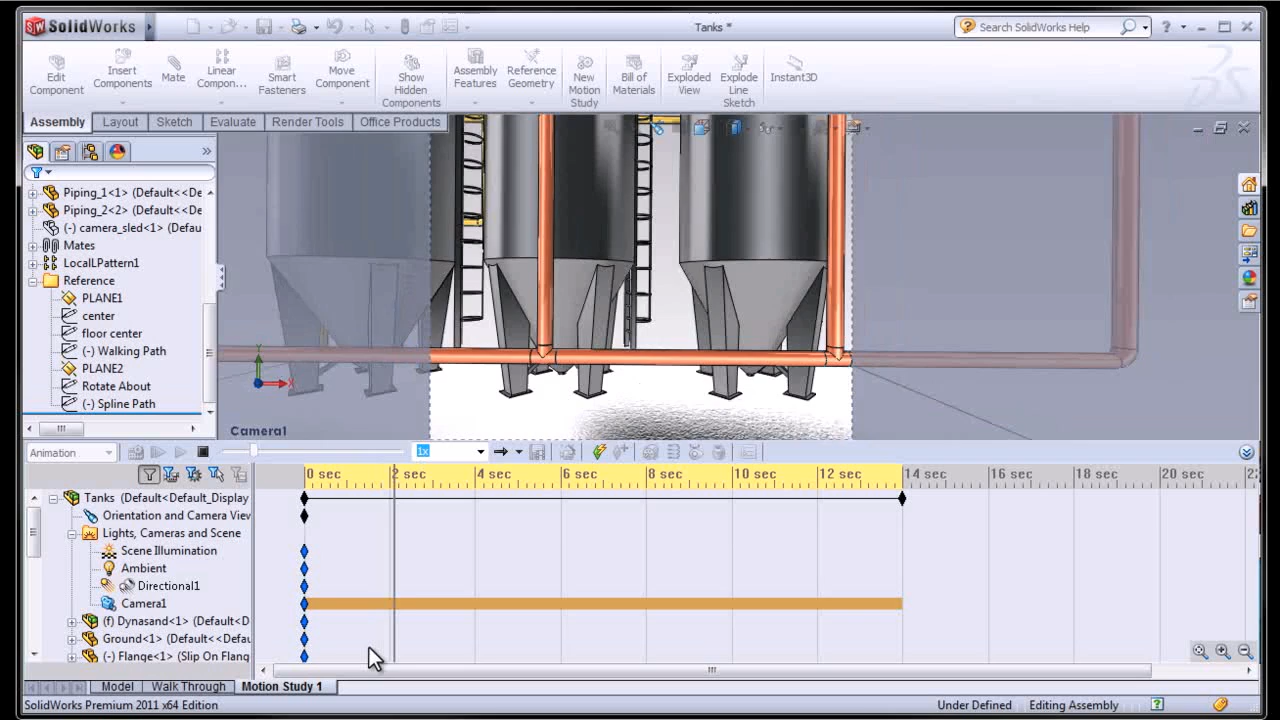 SolidWorks
Tanks *
Search SolidWorks Help
Edit Component
Insert Components
Mate
Linear Compon...
Smart Fasteners
Move Component
Show Hidden Components
Assembly Features
Reference Geometry
New Motion Study
Bill of Materials
Exploded View
Explode Line Sketch
Instant3D
Assembly Layout Sketch Evaluate Render Tools Office Products
Piping_1<1> (Default<<De
Piping_2<2> (Default<<De
(-) camera_sled<1> (Defau
Mates
LocalLPattern1
Reference
PLANE1
center
floor center
(-) Walking Path
PLANE2
Rotate About
(-) Spline Path
Y
X
Camera1
Animation
1x
0 sec 2 sec 4 sec 6 sec 8 sec 10 sec 12 sec 14 sec 16 sec 18 sec 20 sec 22
Tanks (Default<Default_Display
Orientation and Camera View
Lights, Cameras and Scene
Scene Illumination
Ambient
Directional1
Camera1
(f) Dynasand<1> (Default<D
Ground<1> (Default<<Defau
(-) Flange<1> (Slip On Flang
Model Walk Through Motion Study 1
SolidWorks Premium 2011 x64 Edition
Under Defined Editing Assembly